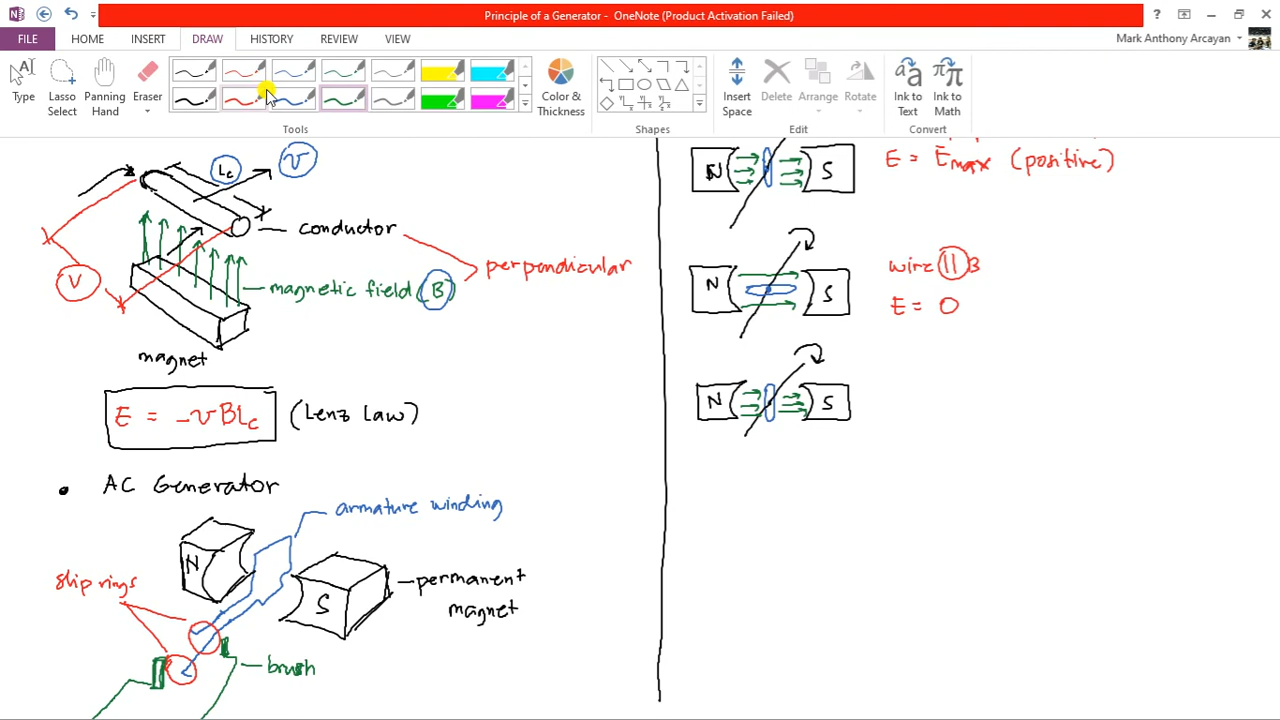 Principle of a Generator - OneNote (Product Activation Failed)
?
FILE HOME INSERT DRAW HISTORY REVIEW VIEW
Mark Anthony Arcayan
Type
Lasso Select
Panning Hand
Eraser
Color & Thickness
Insert Space
Delete
Arrange
Rotate
Ink to Text
Ink to Math
Tools
Shapes
Edit
Convert
Lc
v
conductor
perpendicular
V
magnetic field (B)
magnet
E = -vBLc (Lenz Law)
• AC Generator
armature winding
N
slip rings
S
permanent
magnet
brush
N S
E = Emax (positive)
N S
wire || B
E = 0
N S